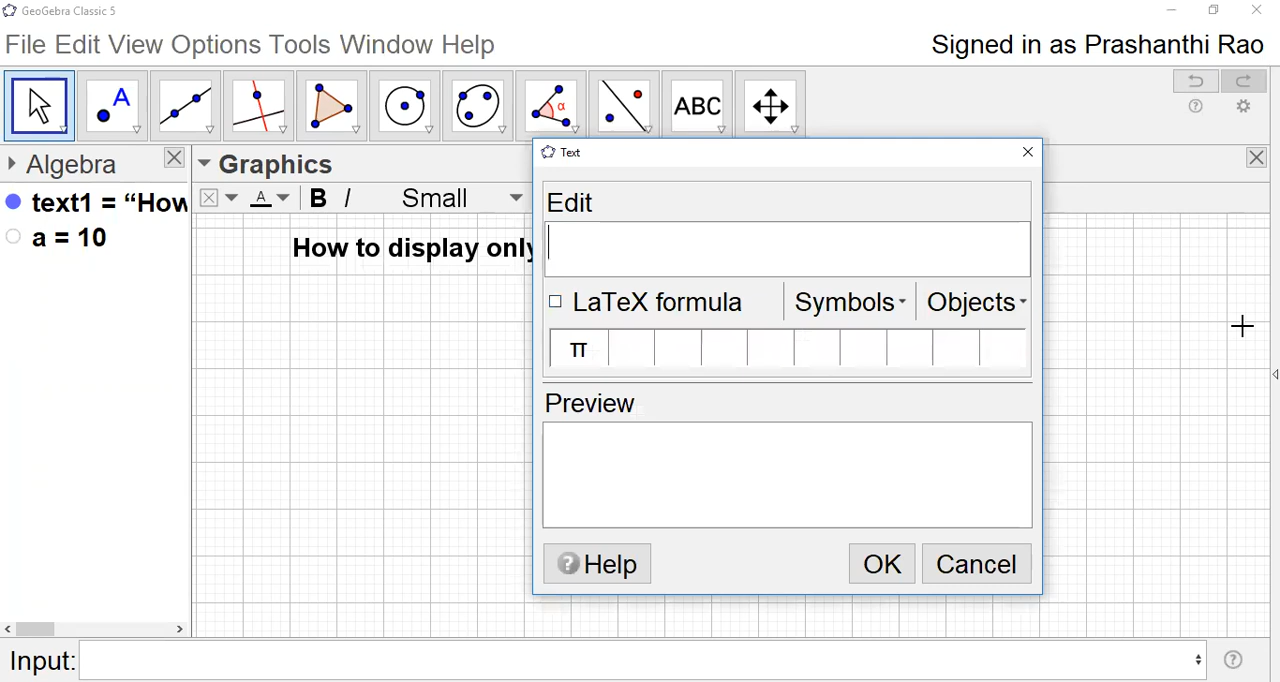 GeoGebra Classic 5
File Edit View Options Tools Window Help
Signed in as Prashanthi Rao
A
α
ABC
Algebra
Graphics
text1 = “How
a = 10
A B I Small
How to display only
Text
Edit
LaTeX formula Symbols Objects
π
Preview
Help OK Cancel
Input: